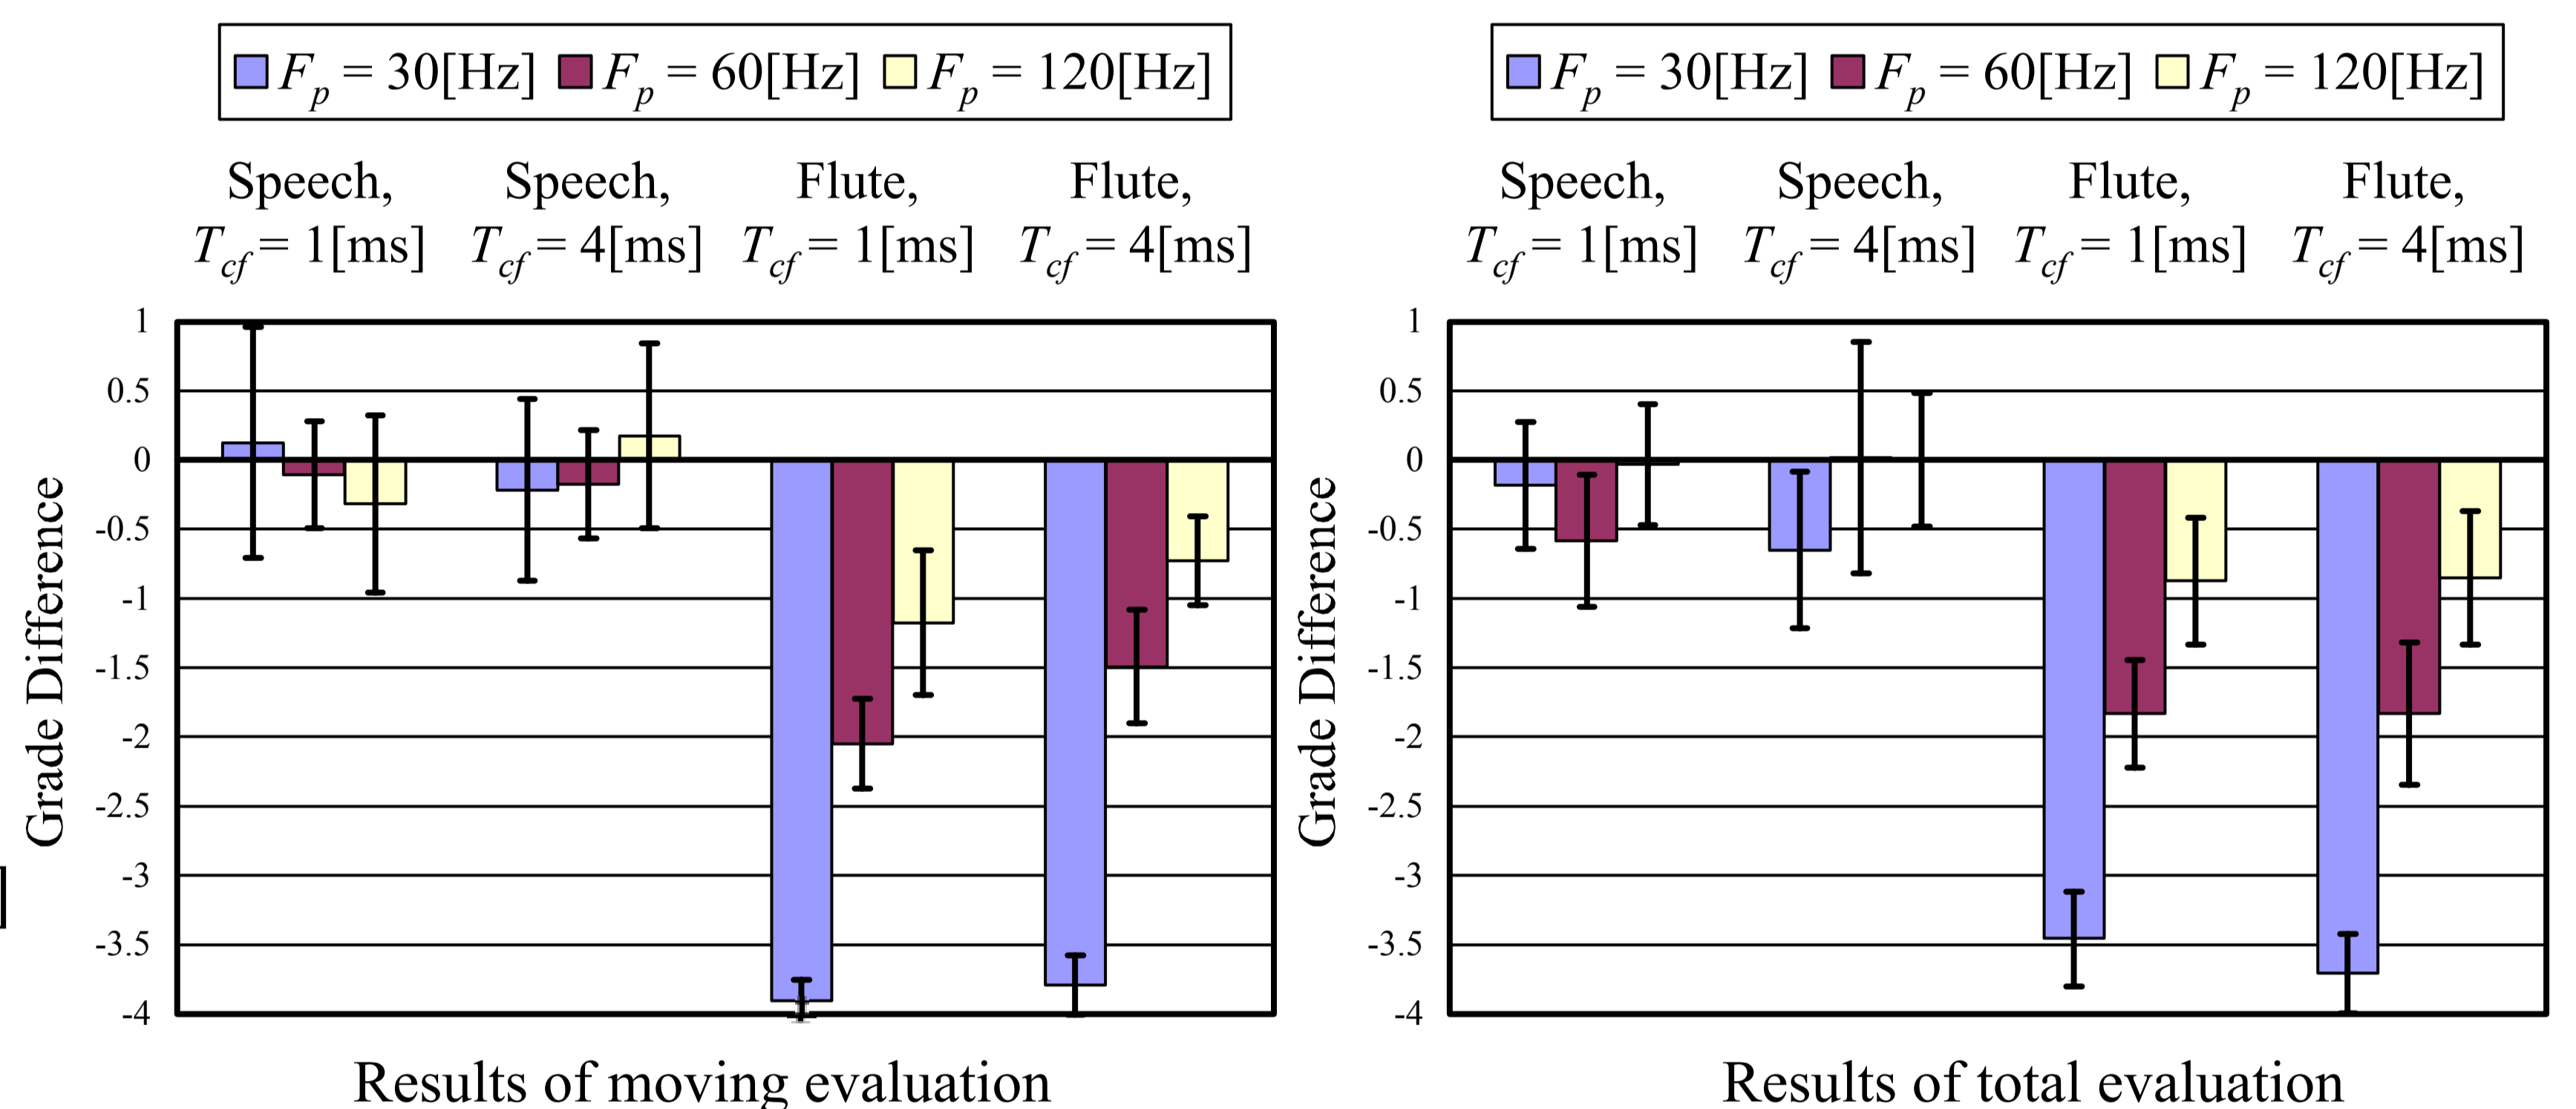 F_p = 30[Hz] F_p = 60[Hz] F_p = 120[Hz]
Speech, Speech, Flute, Flute,
T_cf = 1[ms] T_cf = 4[ms] T_cf = 1[ms] T_cf = 4[ms]
1
0.5
0
-0.5
-1
-1.5
-2
-2.5
-3
-3.5
-4
Grade Difference
Results of moving evaluation
F_p = 30[Hz] F_p = 60[Hz] F_p = 120[Hz]
Speech, Speech, Flute, Flute,
T_cf = 1[ms] T_cf = 4[ms] T_cf = 1[ms] T_cf = 4[ms]
1
0.5
0
-0.5
-1
-1.5
-2
-2.5
-3
-3.5
-4
Grade Difference
Results of total evaluation